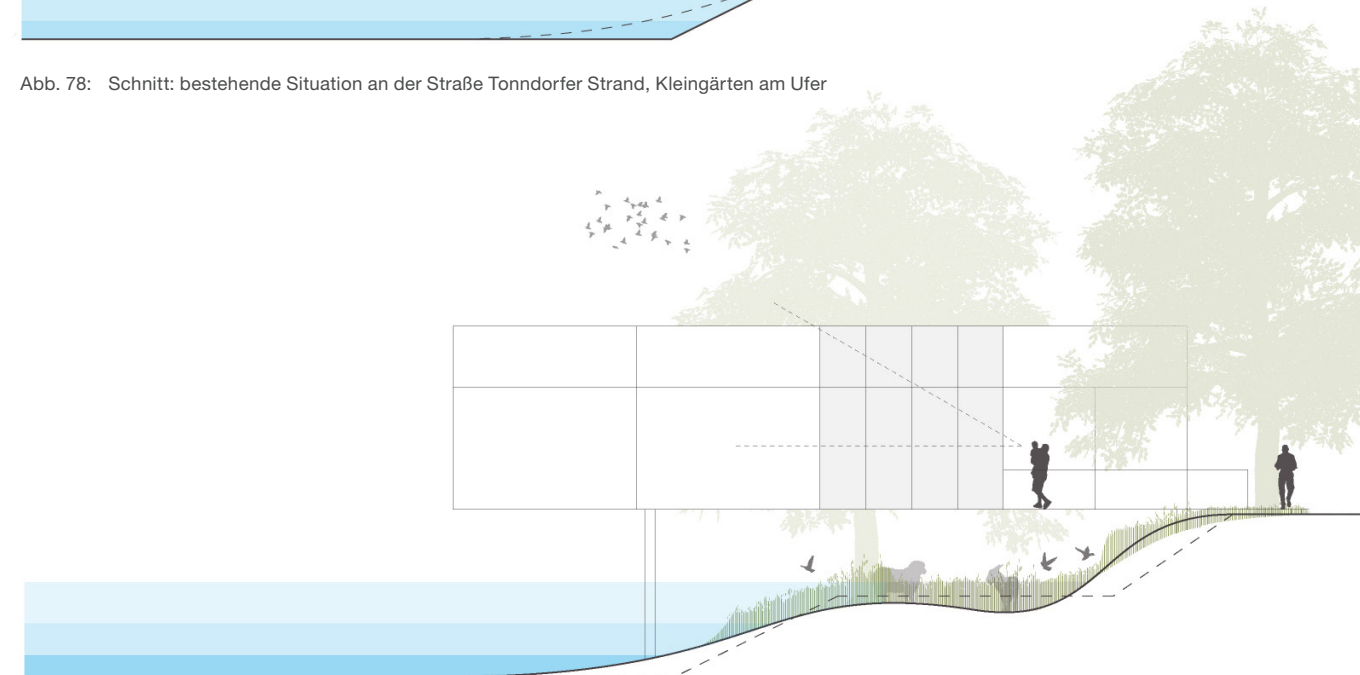 Abb. 78: Schnitt: bestehende Situation an der Straße Tonndorfer Strand, Kleingärten am Ufer